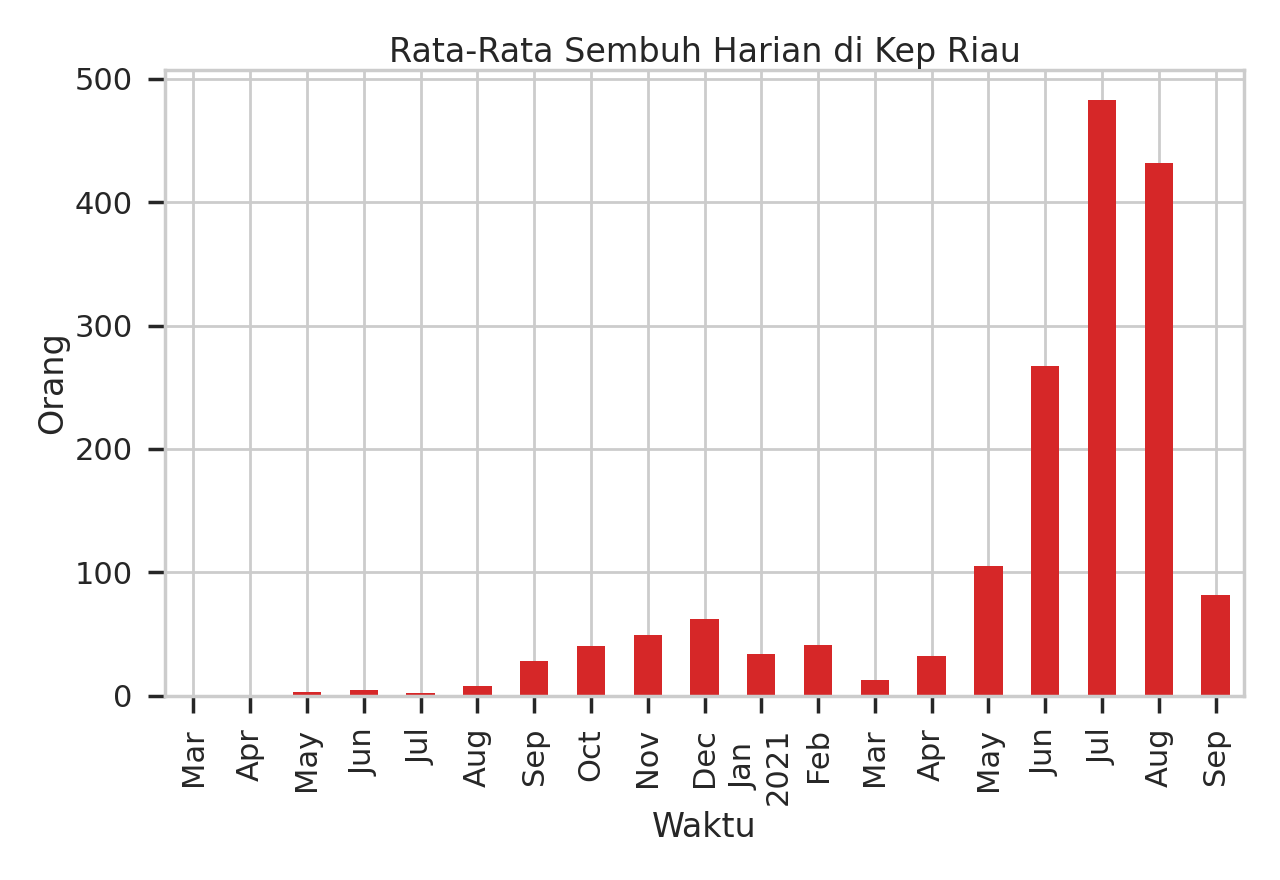 Rata-Rata Sembuh Harian di Kep Riau
500
400
300
200
100
0
Orang
Mar
Apr
May
Jun
Jul
Aug
Sep
Oct
Nov
Dec
Jan
2021
Feb
Mar
Apr
May
Jun
Jul
Aug
Sep
Waktu